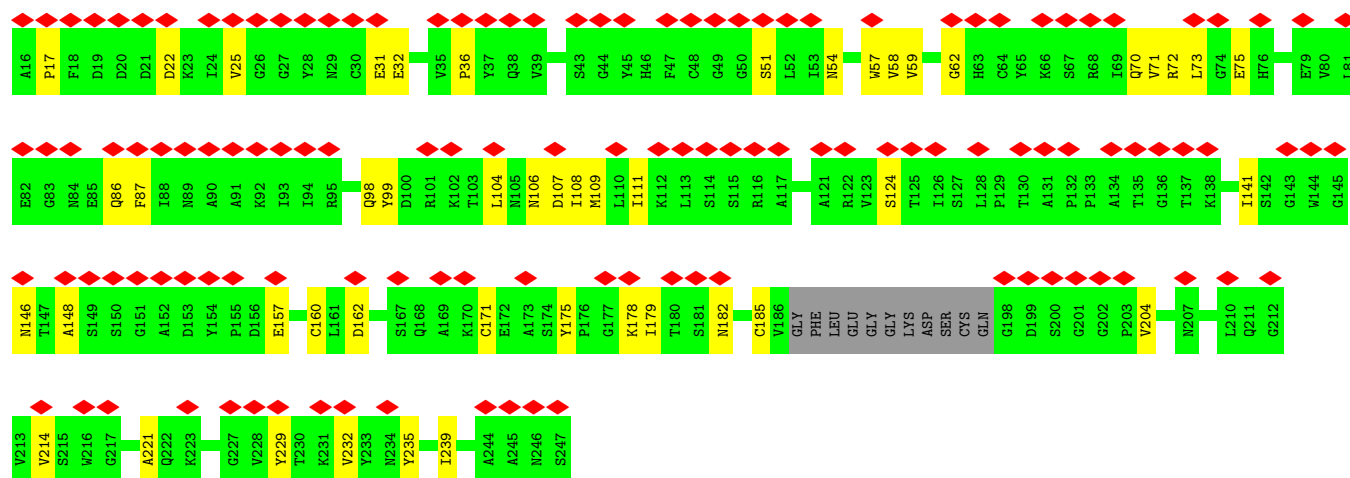 A16 P17 F18 D19 D20 D21 D22 K23 I24 V25 G26 G27 Y28 N29 C30 E31 E32 V35 P36 Y37 Q38 V39 S43 G44 Y45 H46 F47 C48 G49 G50 S51 L52 I53 N54 W57 V58 V59 G62 H63 C64 Y65 K66 S67 R68 I69 Q70 V71 R72 L73 G74 E75 H76 E79 V80 I81
E82 G83 N84 E85 Q86 F87 I88 N89 A90 A91 K92 I93 I94 R95 Q98 Y99 D100 R101 K102 T103 L104 N105 N106 D107 I108 M109 L110 I111 K112 L113 S114 S115 R116 A117 A121 R122 V123 S124 T125 I126 S127 L128 P129 T130 A131 P132 P133 A134 T135 G136 T137 K138 I141 S142 G143 W144 G145
N146 T147 A148 S149 S150 G151 A152 D153 Y154 P155 D156 E157 C160 L161 D162 S167 Q168 A169 K170 C171 E172 A173 S174 Y175 P176 G177 K178 I179 T180 S181 N182 C185 V186 GLY PHE LEU GLU GLY GLY LYS ASP SER CYS GLN G198 D199 S200 G201 G202 P203 V204 N207 L210 Q211 G212
V213 V214 S215 W216 G217 A221 Q222 K223 G227 V228 Y229 T230 K231 V232 Y233 N234 Y235 I239 A244 A245 N246 S247